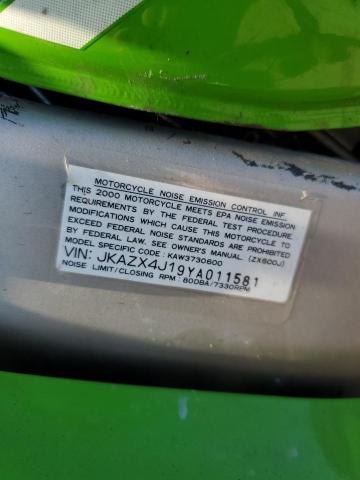 MOTORCYCLE NOISE EMISSION CONTROL INF.
THIS 2000 MOTORCYCLE MEETS EPA NOISE EMISSION
REQUIREMENTS BY THE FEDERAL TEST PROCEDURE.
MODIFICATIONS WHICH CAUSE THIS MOTORCYCLE TO
EXCEED FEDERAL NOISE STANDARDS ARE PROHIBITED
BY FEDERAL LAW. SEE OWNER'S MANUAL. (ZX600J)
MODEL SPECIFIC CODE : KAW3730600
VIN: JKAZX4J19YA011581
NOISE LIMIT/CLOSING RPM : 80DBA/7330RPM